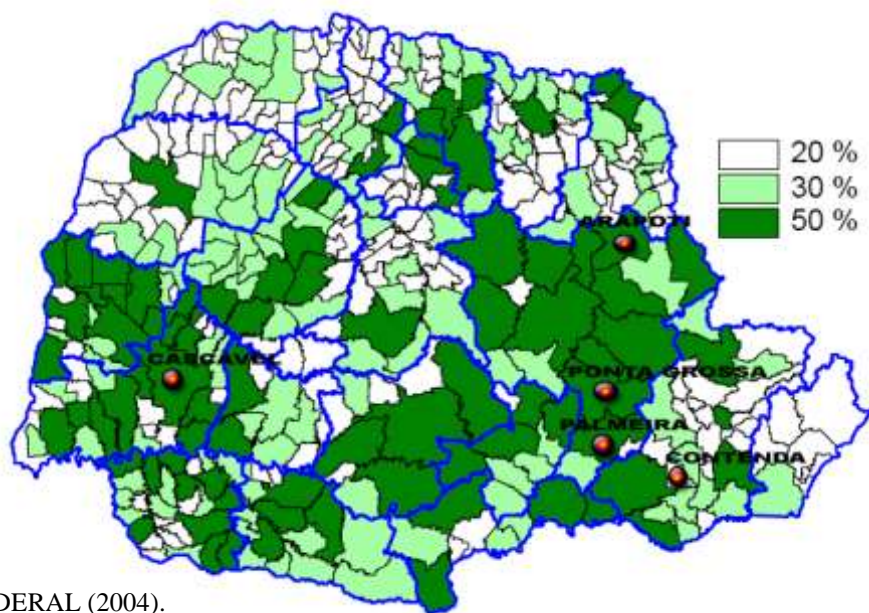 20 %
30 %
50 %
ARAPOTI
CASCAVEL
PONTA GROSSA
PALMEIRA
CONTENDA
DERAL (2004).